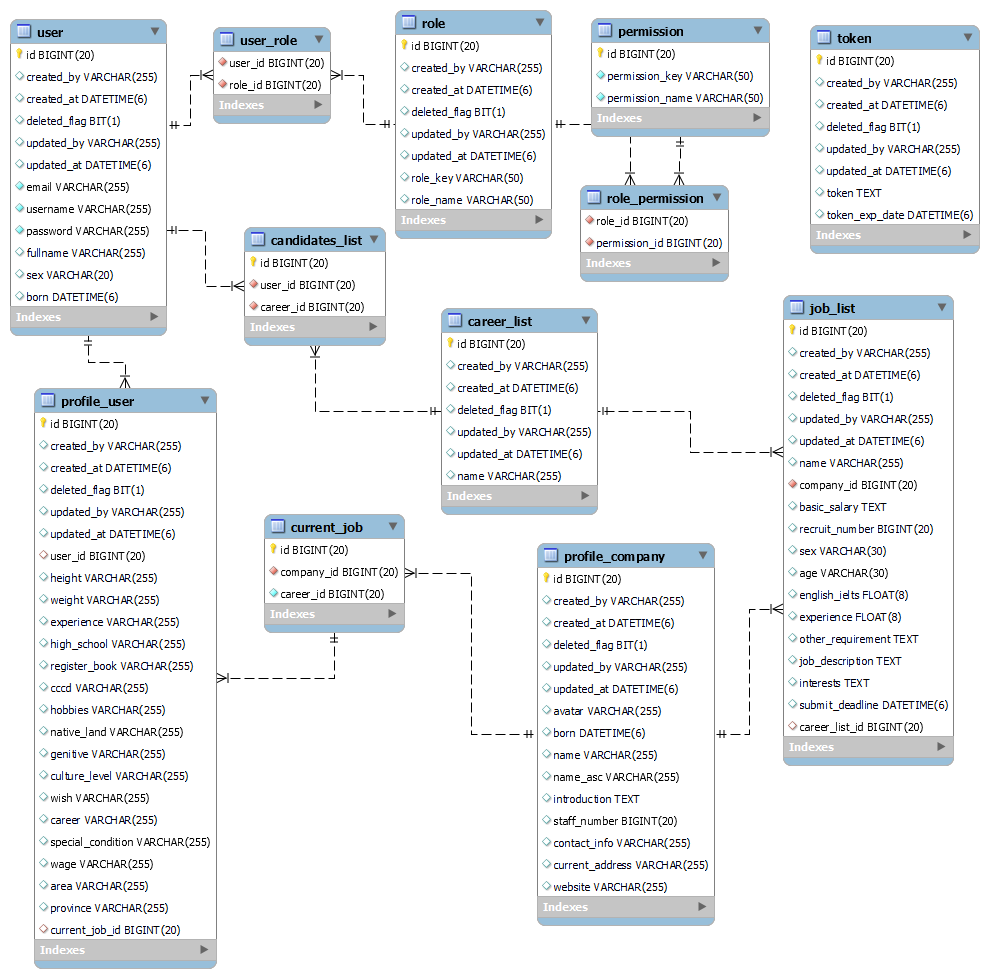 user
id BIGINT(20)
created_by VARCHAR(255)
created_at DATETIME(6)
deleted_flag BIT(1)
updated_by VARCHAR(255)
updated_at DATETIME(6)
email VARCHAR(255)
username VARCHAR(255)
password VARCHAR(255)
fullname VARCHAR(255)
sex VARCHAR(20)
born DATETIME(6)
Indexes
user_role
user_id BIGINT(20)
role_id BIGINT(20)
Indexes
role
id BIGINT(20)
created_by VARCHAR(255)
created_at DATETIME(6)
deleted_flag BIT(1)
updated_by VARCHAR(255)
updated_at DATETIME(6)
role_key VARCHAR(50)
role_name VARCHAR(50)
Indexes
permission
id BIGINT(20)
permission_key VARCHAR(50)
permission_name VARCHAR(50)
Indexes
token
id BIGINT(20)
created_by VARCHAR(255)
created_at DATETIME(6)
deleted_flag BIT(1)
updated_by VARCHAR(255)
updated_at DATETIME(6)
token TEXT
token_exp_date DATETIME(6)
Indexes
role_permission
role_id BIGINT(20)
permission_id BIGINT(20)
Indexes
candidates_list
id BIGINT(20)
user_id BIGINT(20)
career_id BIGINT(20)
Indexes
career_list
id BIGINT(20)
created_by VARCHAR(255)
created_at DATETIME(6)
deleted_flag BIT(1)
updated_by VARCHAR(255)
updated_at DATETIME(6)
name VARCHAR(255)
Indexes
job_list
id BIGINT(20)
created_by VARCHAR(255)
created_at DATETIME(6)
deleted_flag BIT(1)
updated_by VARCHAR(255)
updated_at DATETIME(6)
name VARCHAR(255)
company_id BIGINT(20)
basic_salary TEXT
recruit_number BIGINT(20)
sex VARCHAR(30)
age VARCHAR(30)
english_ielts FLOAT(8)
experience FLOAT(8)
other_requirement TEXT
job_description TEXT
interests TEXT
submit_deadline DATETIME(6)
career_list_id BIGINT(20)
Indexes
profile_user
id BIGINT(20)
created_by VARCHAR(255)
created_at DATETIME(6)
deleted_flag BIT(1)
updated_by VARCHAR(255)
updated_at DATETIME(6)
user_id BIGINT(20)
height VARCHAR(255)
weight VARCHAR(255)
experience VARCHAR(255)
high_school VARCHAR(255)
register_book VARCHAR(255)
cccd VARCHAR(255)
hobbies VARCHAR(255)
native_land VARCHAR(255)
genitive VARCHAR(255)
culture_level VARCHAR(255)
wish VARCHAR(255)
career VARCHAR(255)
special_condition VARCHAR(255)
wage VARCHAR(255)
area VARCHAR(255)
province VARCHAR(255)
current_job_id BIGINT(20)
Indexes
current_job
id BIGINT(20)
company_id BIGINT(20)
career_id BIGINT(20)
Indexes
profile_company
id BIGINT(20)
created_by VARCHAR(255)
created_at DATETIME(6)
deleted_flag BIT(1)
updated_by VARCHAR(255)
updated_at DATETIME(6)
avatar VARCHAR(255)
born DATETIME(6)
name VARCHAR(255)
name_asc VARCHAR(255)
introduction TEXT
staff_number BIGINT(20)
contact_info VARCHAR(255)
current_address VARCHAR(255)
website VARCHAR(255)
Indexes